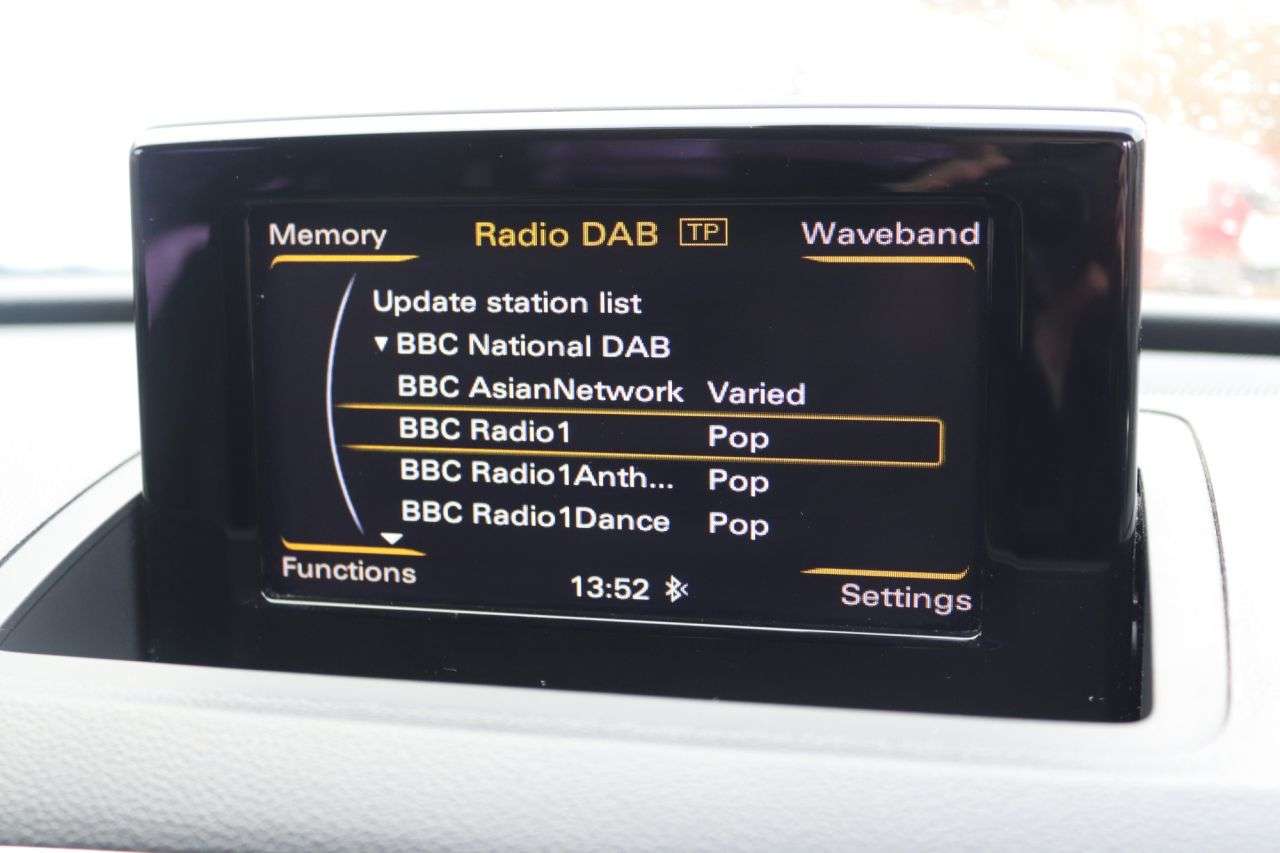 Memory Radio DAB TP Waveband
Update station list
▼ BBC National DAB
BBC AsianNetwork Varied
BBC Radio1 Pop
BBC Radio1Anth... Pop
BBC Radio1Dance Pop
Functions 13:52 Settings